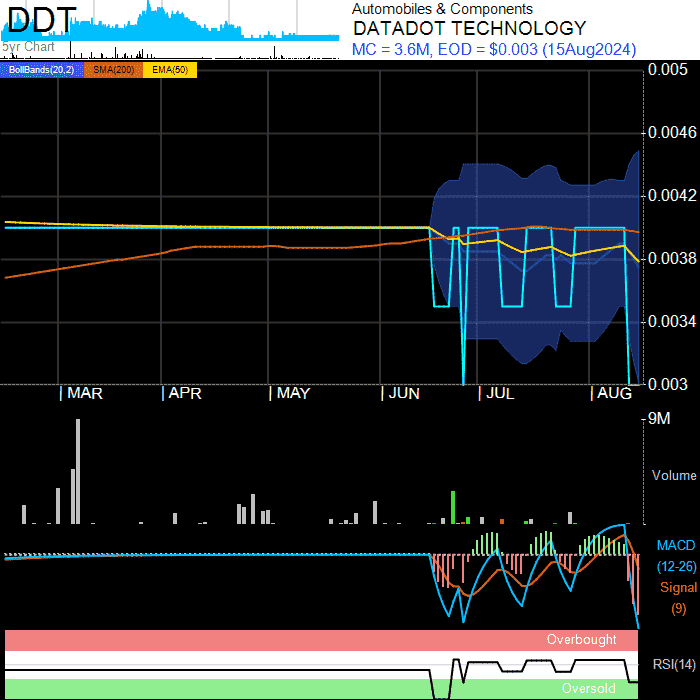 DDT
5yr Chart
Automobiles & Components
DATADOT TECHNOLOGY
MC = 3.6M, EOD = $0.003 (15Aug2024)
BollBands(20,2) SMA(200) EMA(50)
0.005
0.0046
0.0042
0.0038
0.0034
0.003
MAR APR MAY JUN JUL AUG
9M
Volume
MACD
(12-26)
Signal
(9)
Overbought
RSI(14)
Oversold